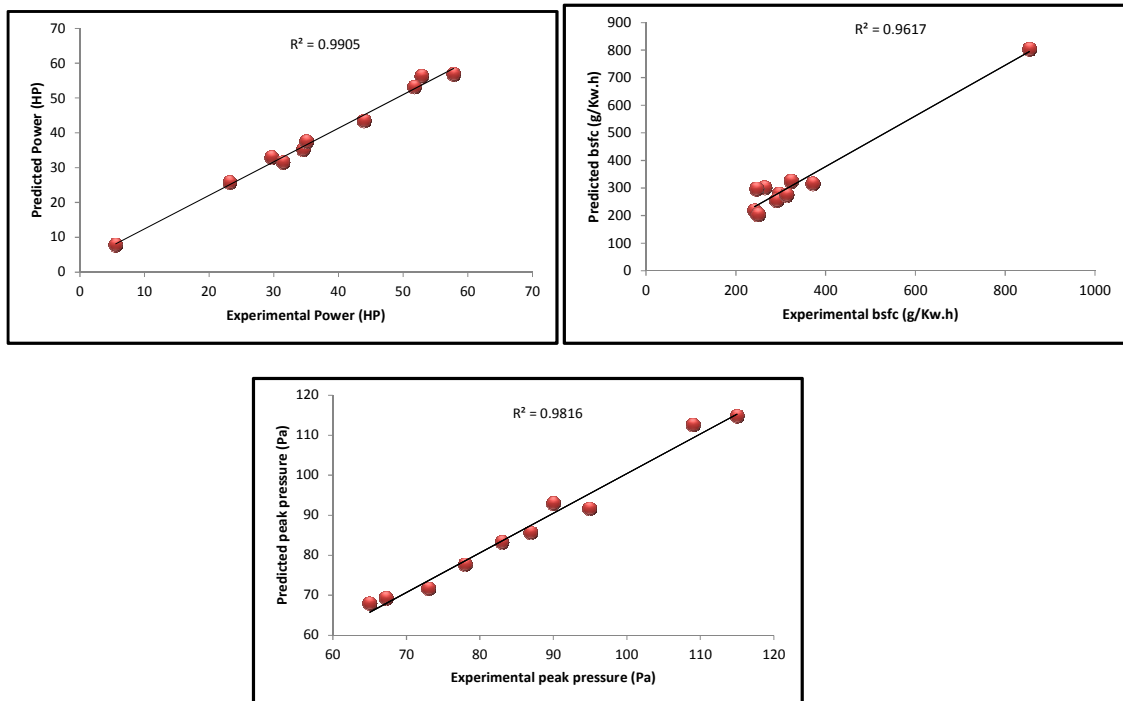 R² = 0.9905
70
60
50
40
30
20
10
0
Predicted Power (HP)
0 10 20 30 40 50 60 70
Experimental Power (HP)
R² = 0.9617
900
800
700
600
500
400
300
200
100
0
Predicted bsfc (g/Kw.h)
0 200 400 600 800 1000
Experimental bsfc (g/Kw.h)
R² = 0.9816
120
110
100
90
80
70
60
Predicted peak pressure (Pa)
60 70 80 90 100 110 120
Experimental peak pressure (Pa)